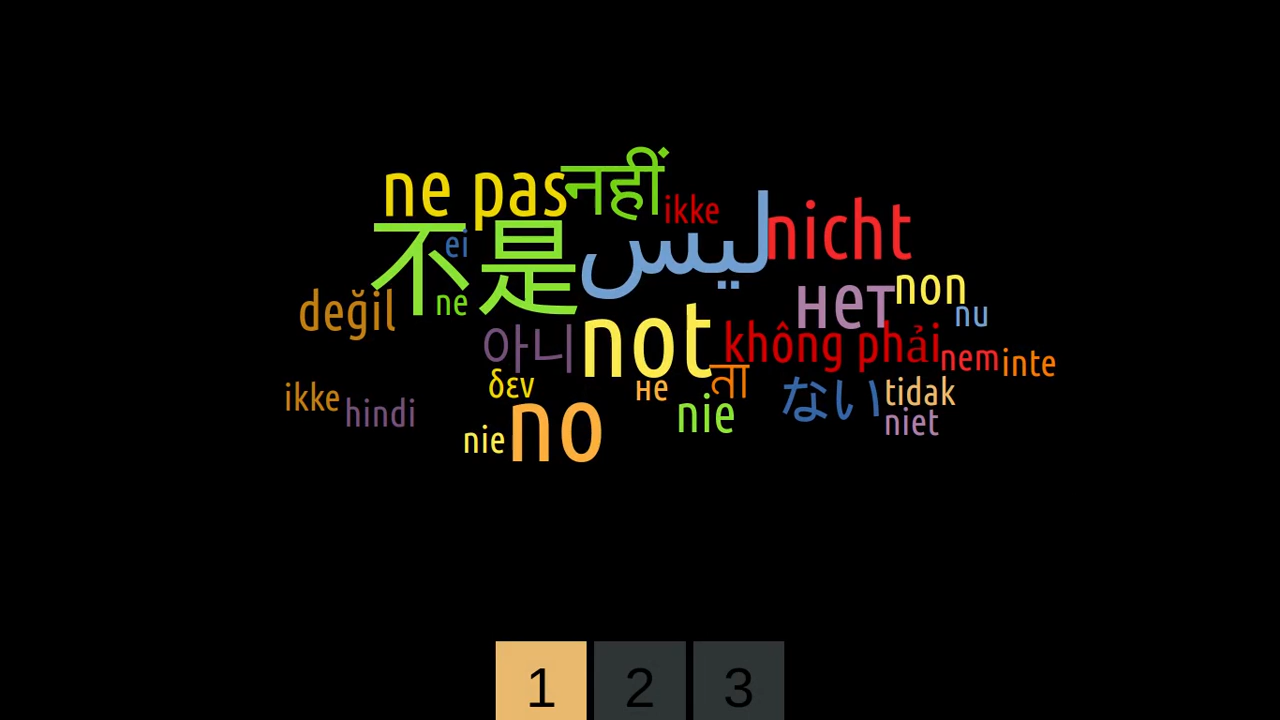 ne pas
नहीं
ikke
ليس
nicht
不是
ei
нет
non
nu
değil
ne
not
không phải
아니
nem
inte
δεν
не
ना
ない
tidak
ikke
hindi
nie
niet
nie
no
1 2 3